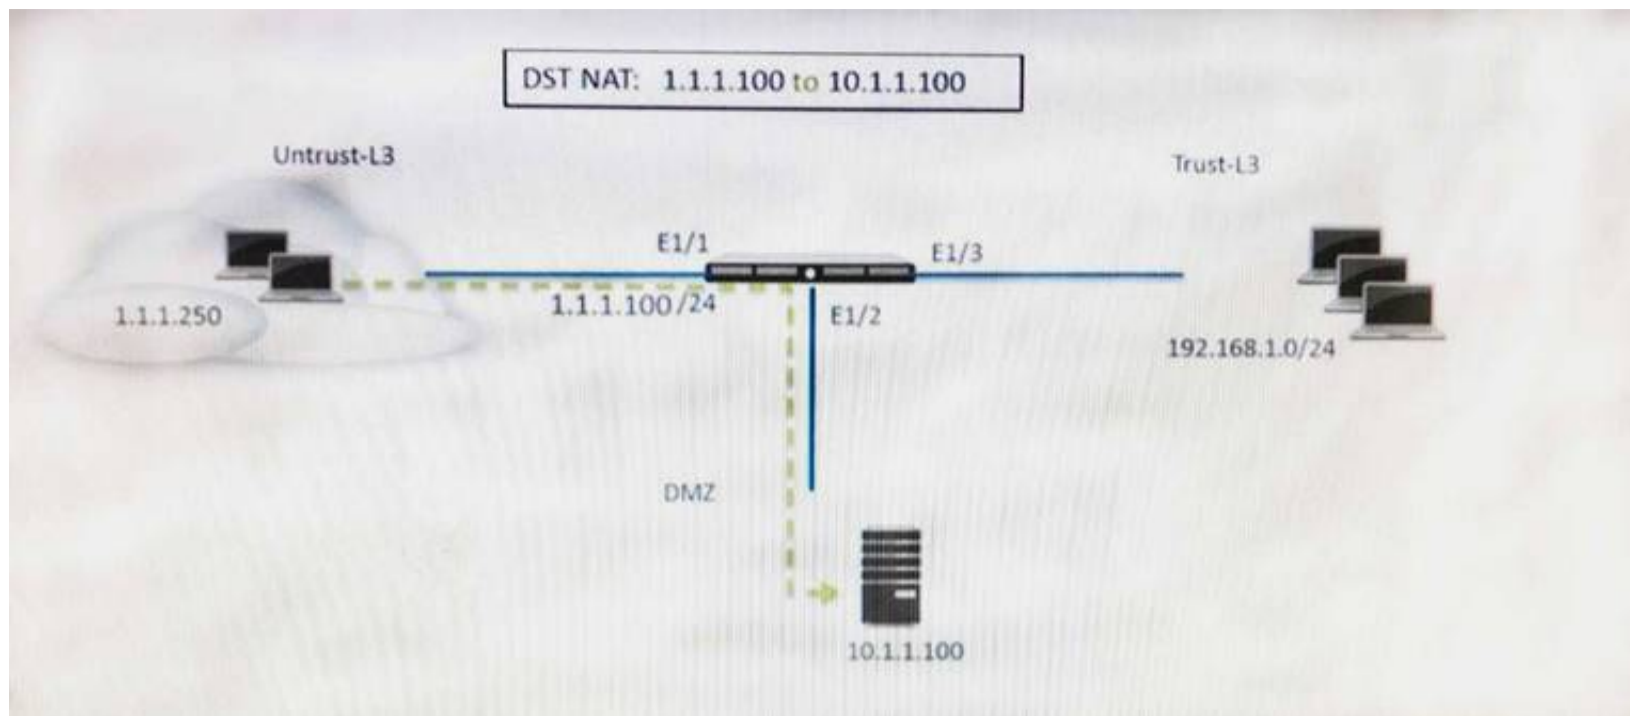 DST NAT: 1.1.1.100 to 10.1.1.100
Untrust-L3
Trust-L3
E1/1
E1/3
1.1.1.250
1.1.1.100/24
E1/2
192.168.1.0/24
DMZ
10.1.1.100